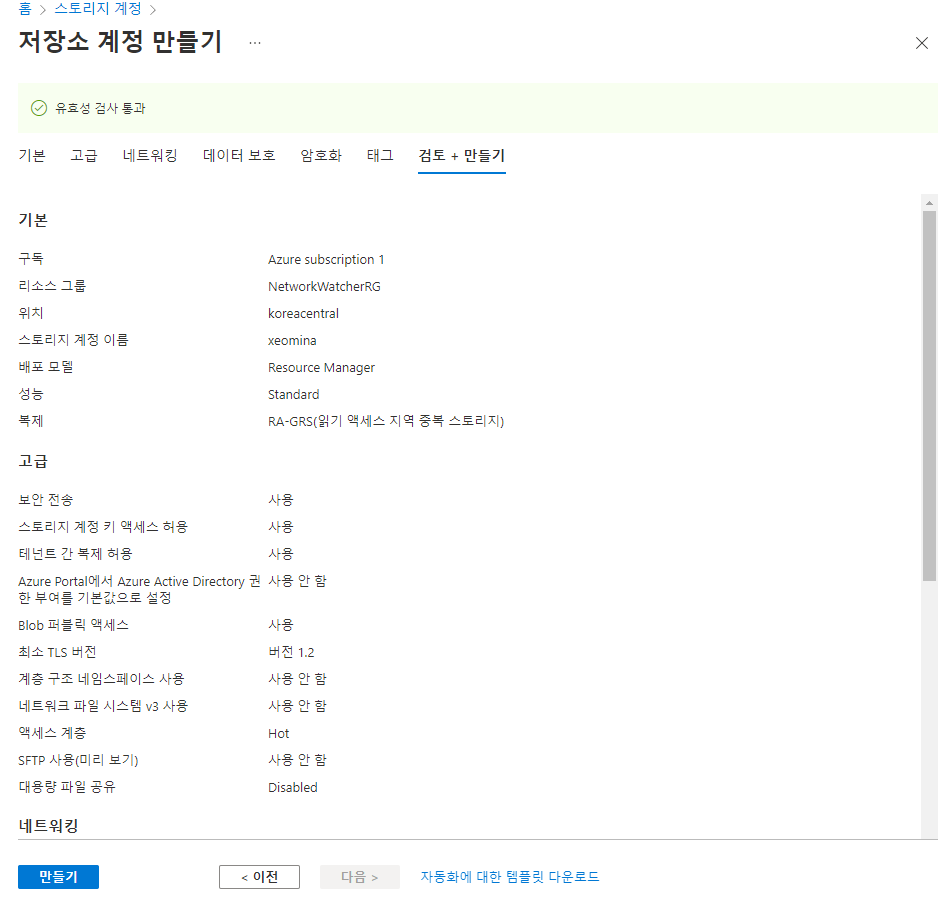 홈 > 스토리지 계정 >
저장소 계정 만들기 ...
유효성 검사 통과
기본 고급 네트워킹 데이터 보호 암호화 태그 검토 + 만들기
기본
구독 Azure subscription 1
리소스 그룹 NetworkWatcherRG
위치 koreacentral
스토리지 계정 이름 xeomina
배포 모델 Resource Manager
성능 Standard
복제 RA-GRS(읽기 액세스 지역 중복 스토리지)
고급
보안 전송 사용
스토리지 계정 키 액세스 허용 사용
테넌트 간 복제 허용 사용
Azure Portal에서 Azure Active Directory 권 사용 안 함
한 부여를 기본값으로 설정
Blob 퍼블릭 액세스 사용
최소 TLS 버전 버전 1.2
계층 구조 네임스페이스 사용 사용 안 함
네트워크 파일 시스템 v3 사용 사용 안 함
액세스 계층 Hot
SFTP 사용(미리 보기) 사용 안 함
대용량 파일 공유 Disabled
네트워킹
만들기 < 이전 다음 > 자동화에 대한 템플릿 다운로드